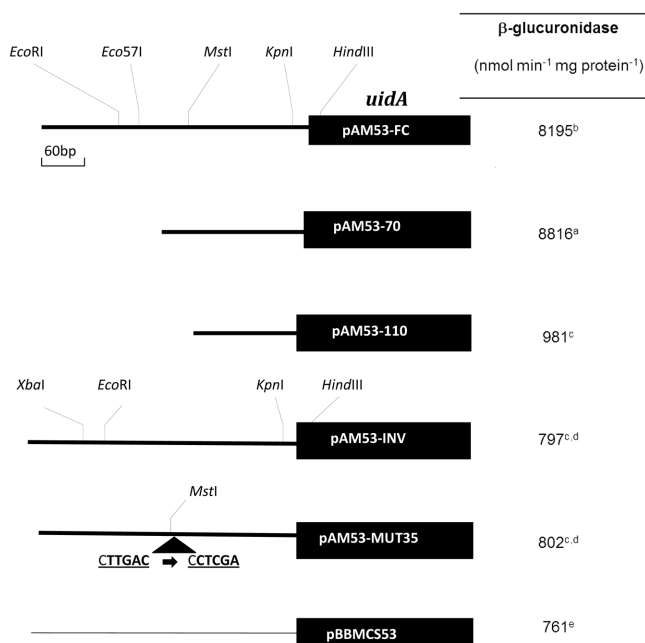 β-glucuronidase
(nmol min⁻¹ mg protein⁻¹)
EcoRI Eco57I MstI KpnI HindIII
uidA
pAM53-FC 8195ᵇ
60bp
pAM53-70 8816ᵃ
pAM53-110 981ᶜ
XbaI EcoRI KpnI HindIII
pAM53-INV 797ᶜ,ᵈ
MstI
pAM53-MUT35 802ᶜ,ᵈ
CTTGAC ➡ CCTCGA
pBBMCS53 761ᵉ